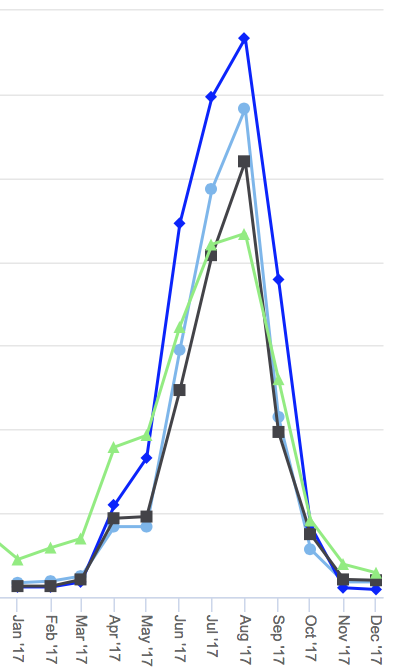 Jan '17
Feb '17
Mar '17
Apr '17
May '17
Jun '17
Jul '17
Aug '17
Sep '17
Oct '17
Nov '17
Dec '17